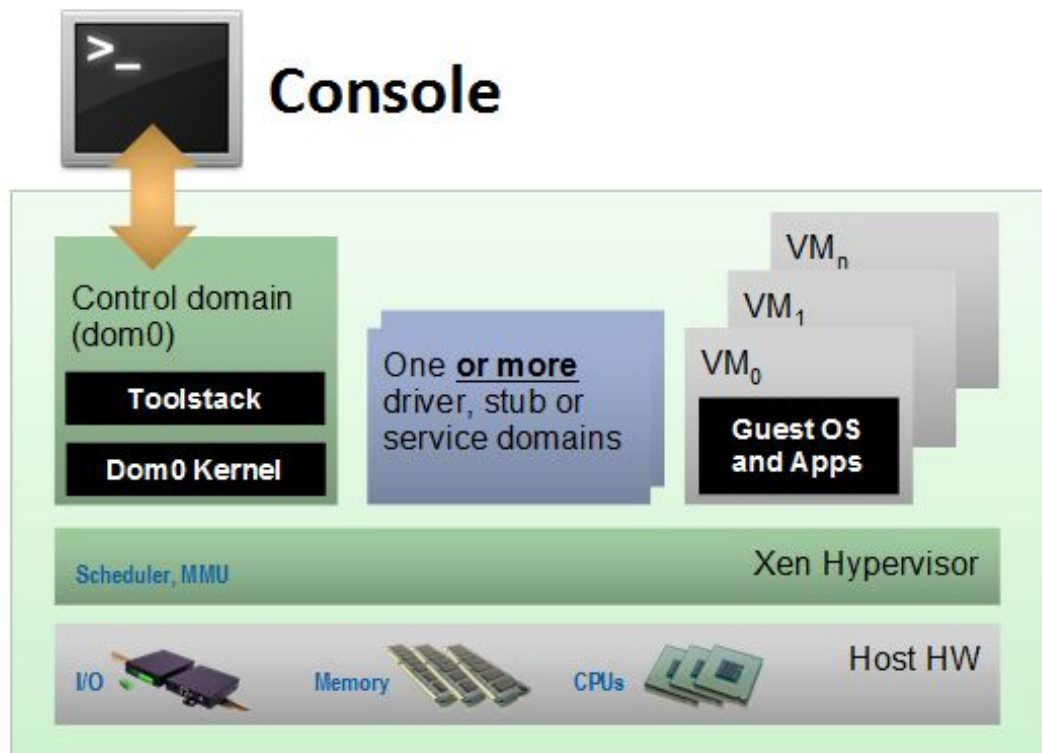 >_
Console
Control domain
(dom0)
Toolstack
Dom0 Kernel
One or more
driver, stub or
service domains
VMₙ
VM₁
VM₀
Guest OS
and Apps
Scheduler, MMU
Xen Hypervisor
I/O
Memory
CPUs
Host HW